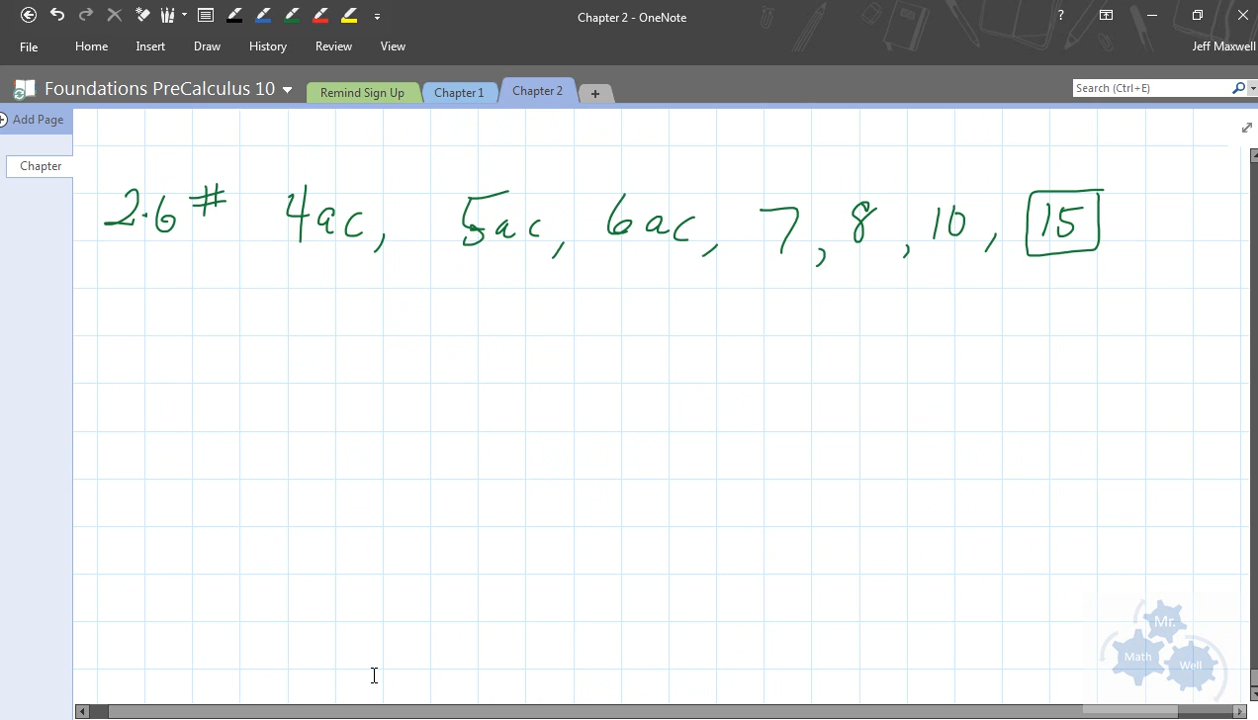 Chapter 2 - OneNote
?
File Home Insert Draw History Review View
Jeff Maxwell
Foundations PreCalculus 10
Remind Sign Up
Chapter 1
Chapter 2
+
Search (Ctrl+E)
Add Page
Chapter
2.6 # 4ac, 5ac, 6ac, 7, 8, 10, 15
Mr.
Math
Well